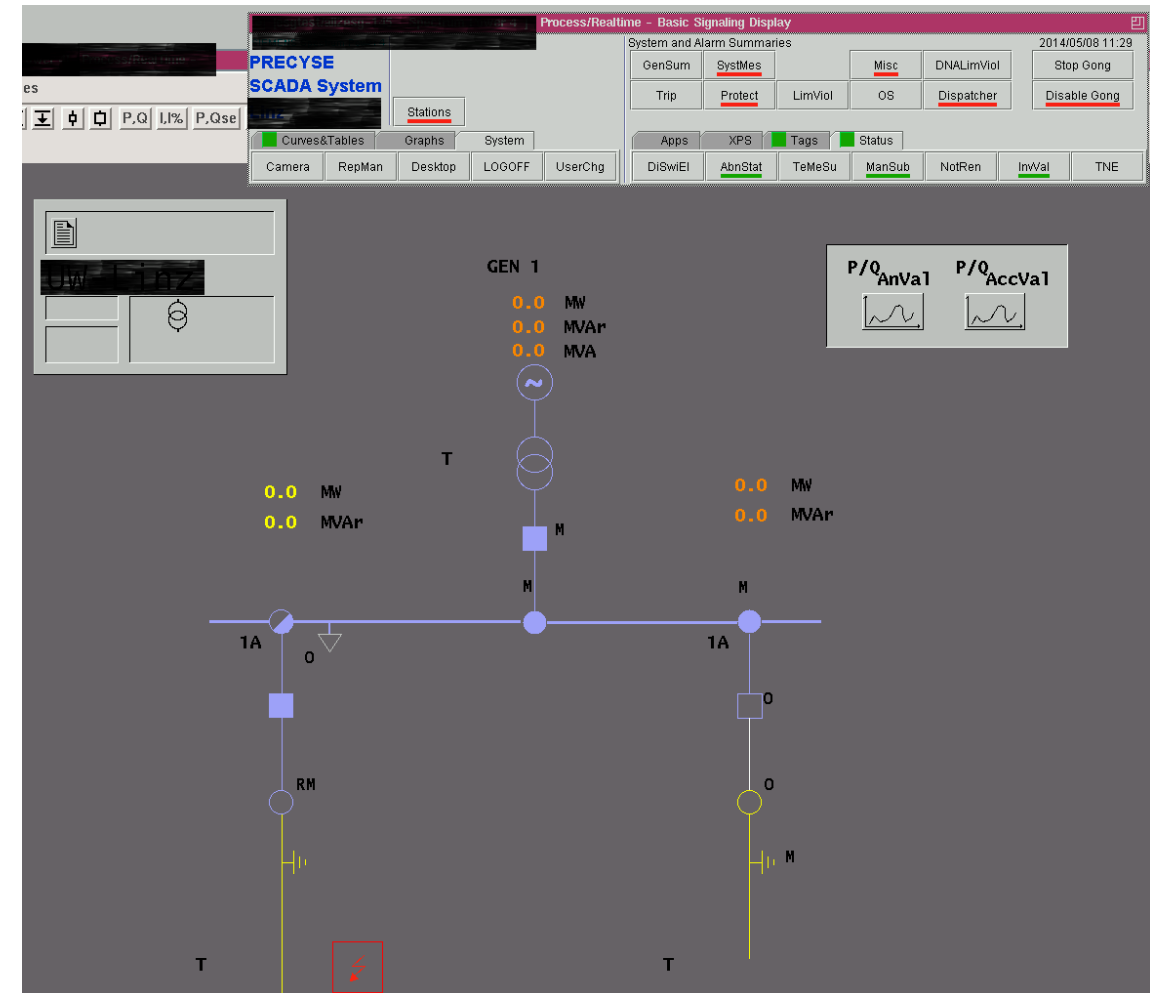 Process/Realtime - Basic Signaling Display
System and Alarm Summaries 2014/05/08 11:29
PRECYSE
SCADA System
GenSum SystMes Misc DNALimViol Stop Gong
Trip Protect LimViol OS Dispatcher Disable Gong
Stations
es
P,Q I,I% P,Qse
Curves&Tables Graphs System
Apps XPS Tags Status
Camera RepMan Desktop LOGOFF UserChg
DiSwiEl AbnStat TeMeSu ManSub NotRen InvVal TNE
GEN 1
0.0 MW
0.0 MVAr
0.0 MVA
P/Q AnVal P/Q AccVal
T
0.0 MW
0.0 MVAr
0.0 MW
0.0 MVAr
M
M M
1A O 1A
O
RM O
M
T T